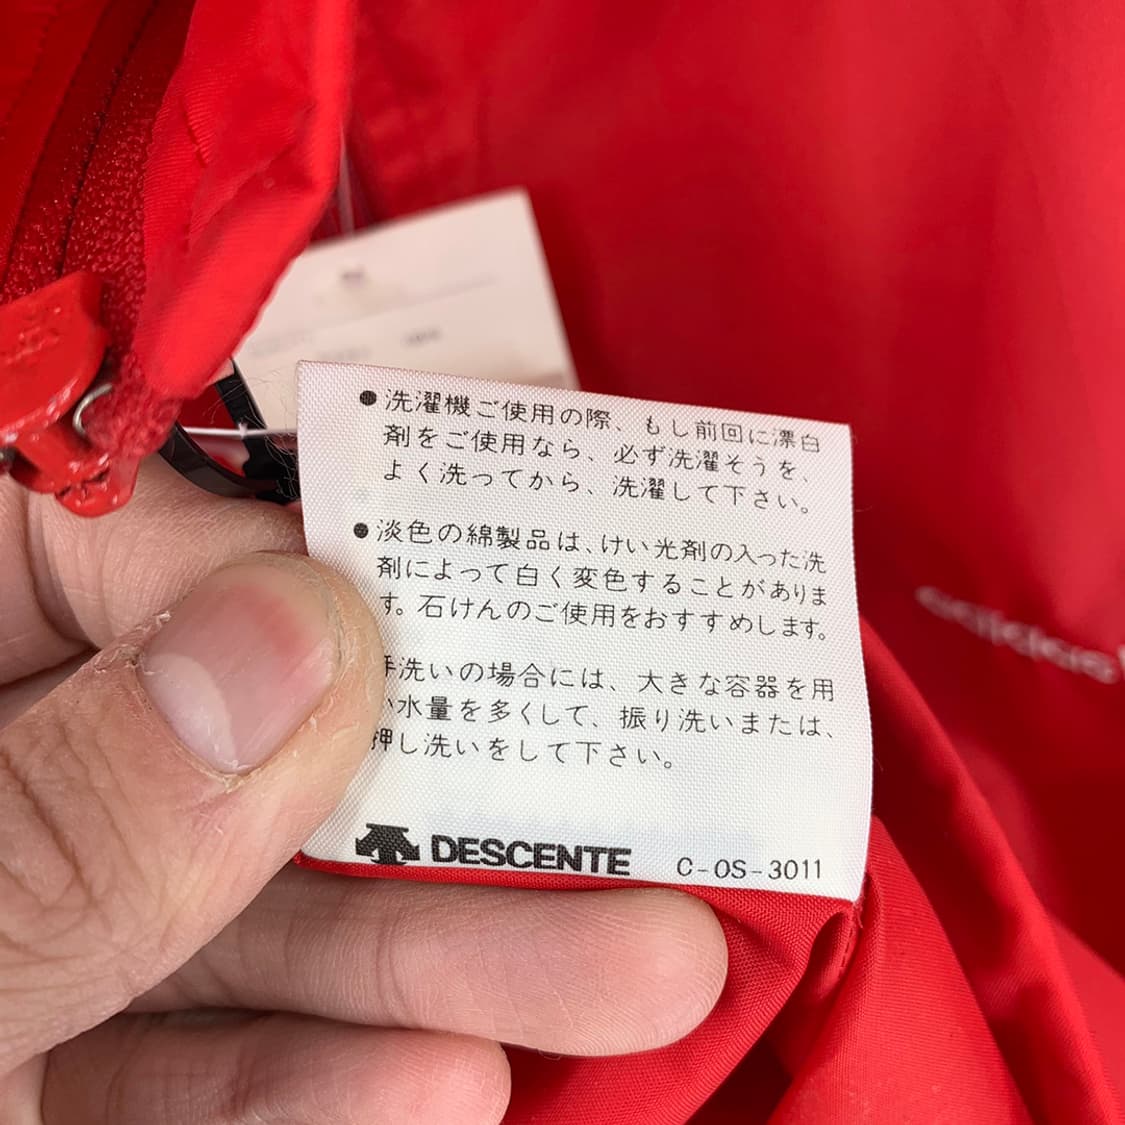 ●洗濯機ご使用の際、もし前回に漂白
剤をご使用なら、必ず洗濯そうを、
よく洗ってから、洗濯して下さい。
●淡色の綿製品は、けい光剤の入った洗
剤によって白く変色することがありま
す。石けんのご使用をおすすめします。
手洗いの場合には、大きな容器を用
い水量を多くして、振り洗いまたは、
押し洗いをして下さい。
DESCENTE C-OS-3011
adidas